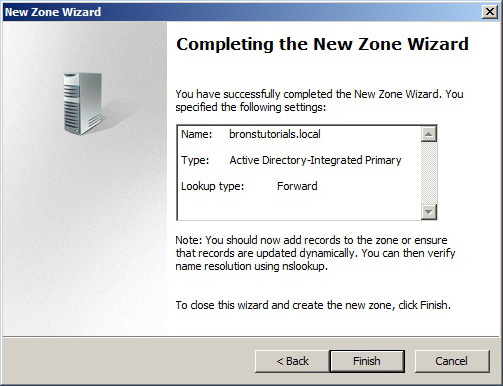 New Zone Wizard
Completing the New Zone Wizard
You have successfully completed the New Zone Wizard. You
specified the following settings:
Name: bronstutorials.local
Type: Active Directory-Integrated Primary
Lookup type: Forward
Note: You should now add records to the zone or ensure
that records are updated dynamically. You can then verify
name resolution using nslookup.
To close this wizard and create the new zone, click Finish.
< Back Finish Cancel